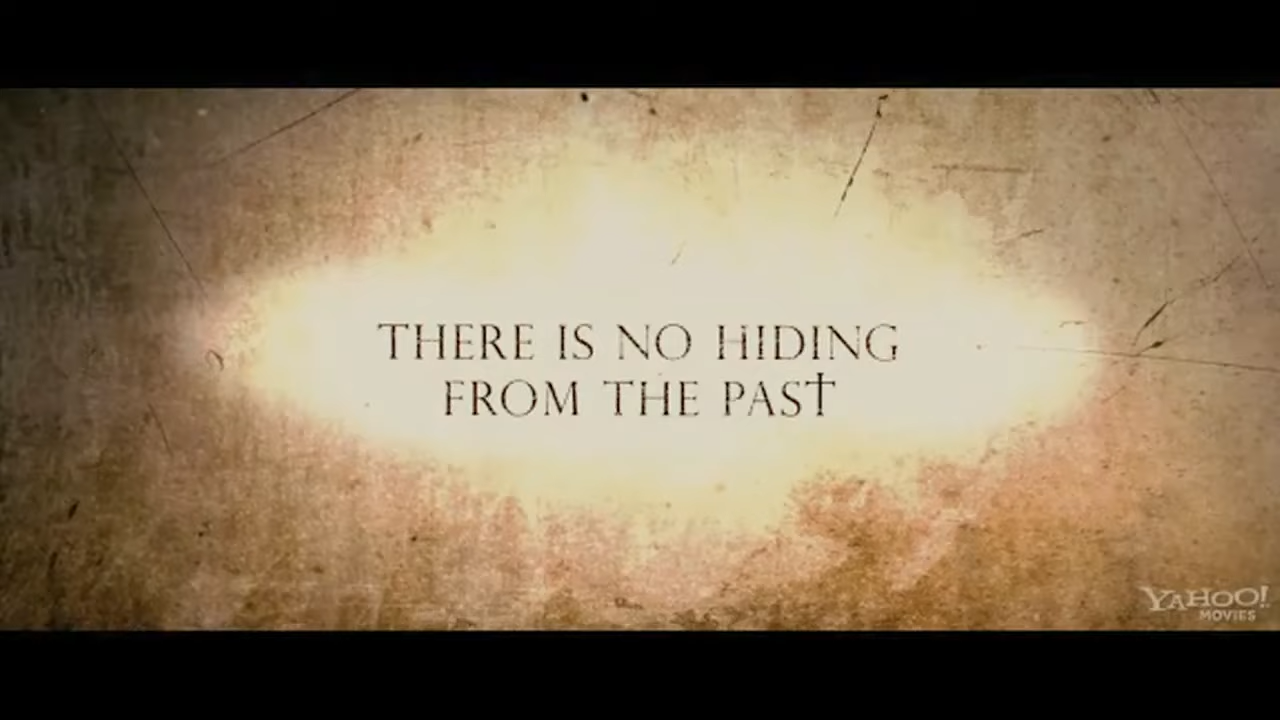 THERE IS NO HIDING
FROM THE PAST
YAHOO!
MOVIES